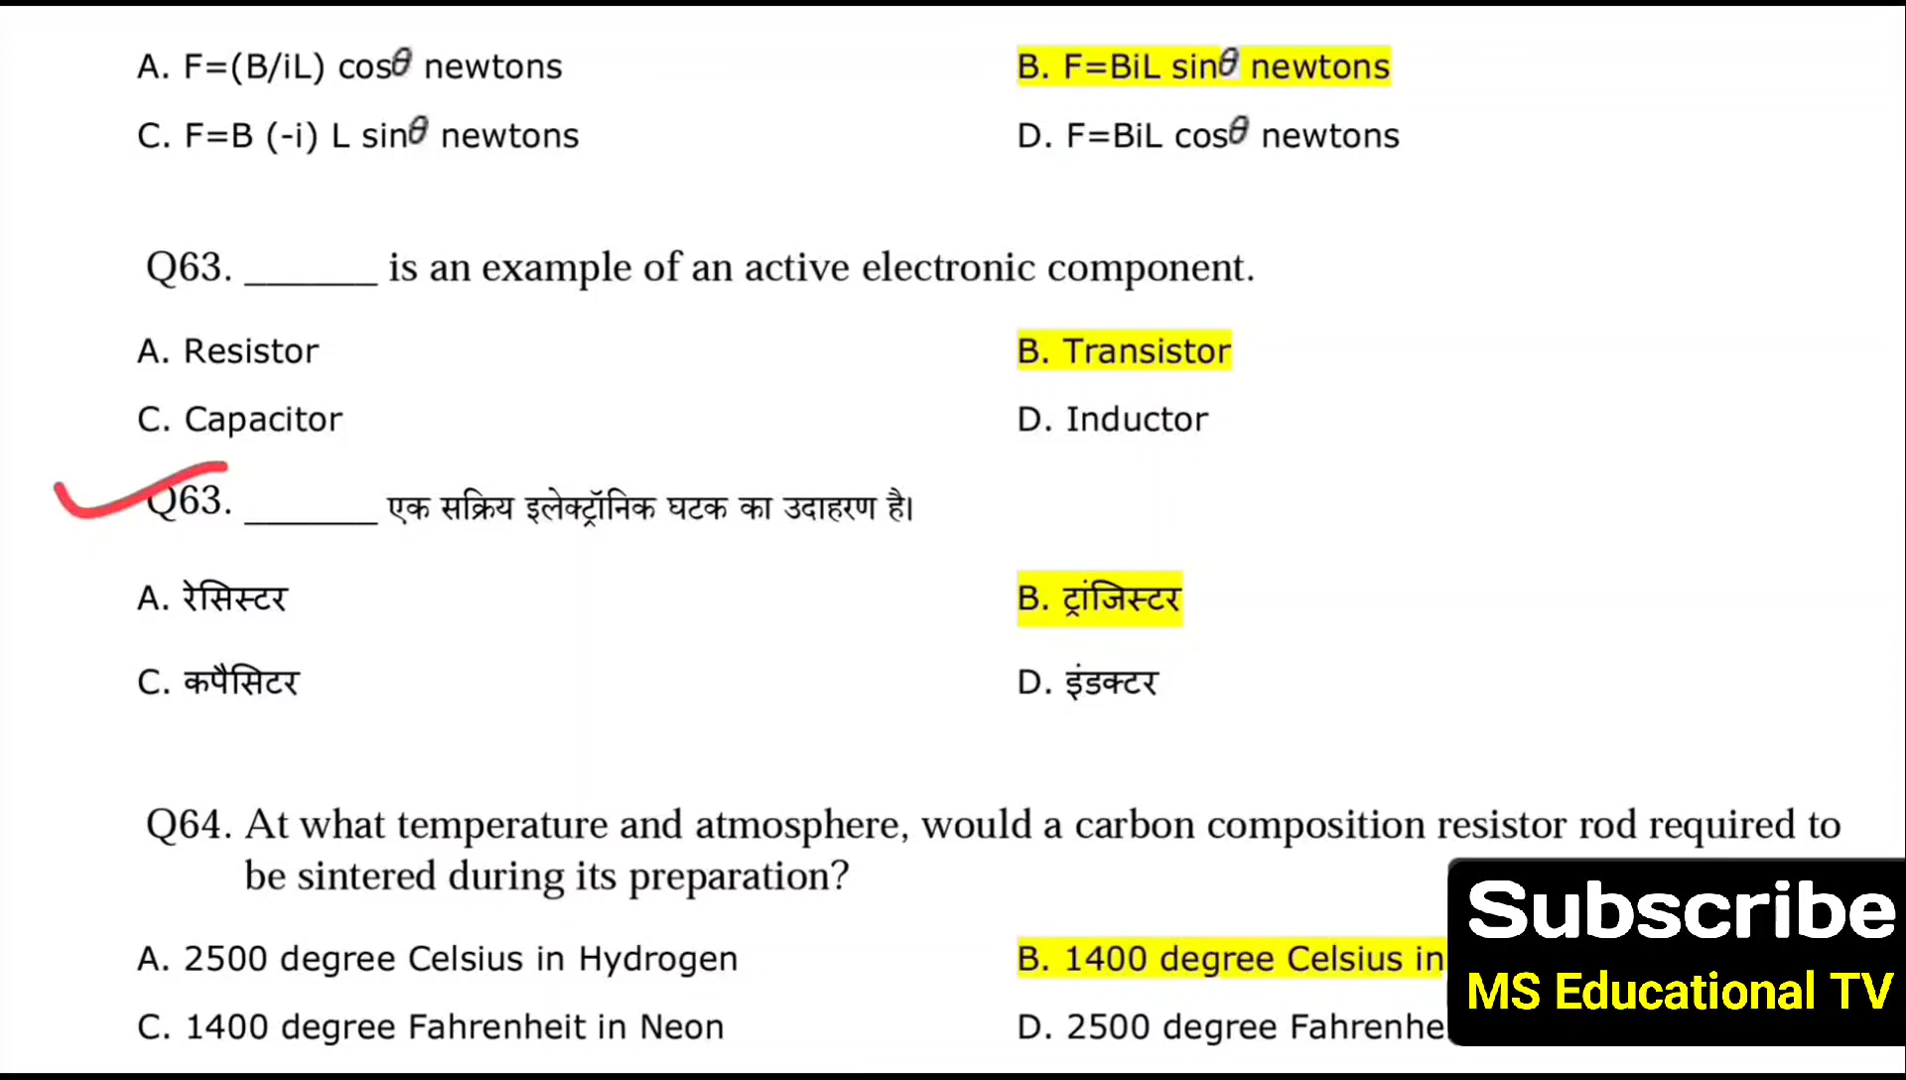 A. F=(B/iL) cosθ newtons
B. F=BiL sinθ newtons
C. F=B (-i) L sinθ newtons
D. F=BiL cosθ newtons
Q63. ______ is an example of an active electronic component.
A. Resistor
B. Transistor
C. Capacitor
D. Inductor
Q63. ______ एक सक्रिय इलेक्ट्रॉनिक घटक का उदाहरण है।
A. रेसिस्टर
B. ट्रांजिस्टर
C. कपैसिटर
D. इंडक्टर
Q64. At what temperature and atmosphere, would a carbon composition resistor rod required to
be sintered during its preparation?
A. 2500 degree Celsius in Hydrogen
B. 1400 degree Celsius in
C. 1400 degree Fahrenheit in Neon
D. 2500 degree
Subscribe
MS Educational TV